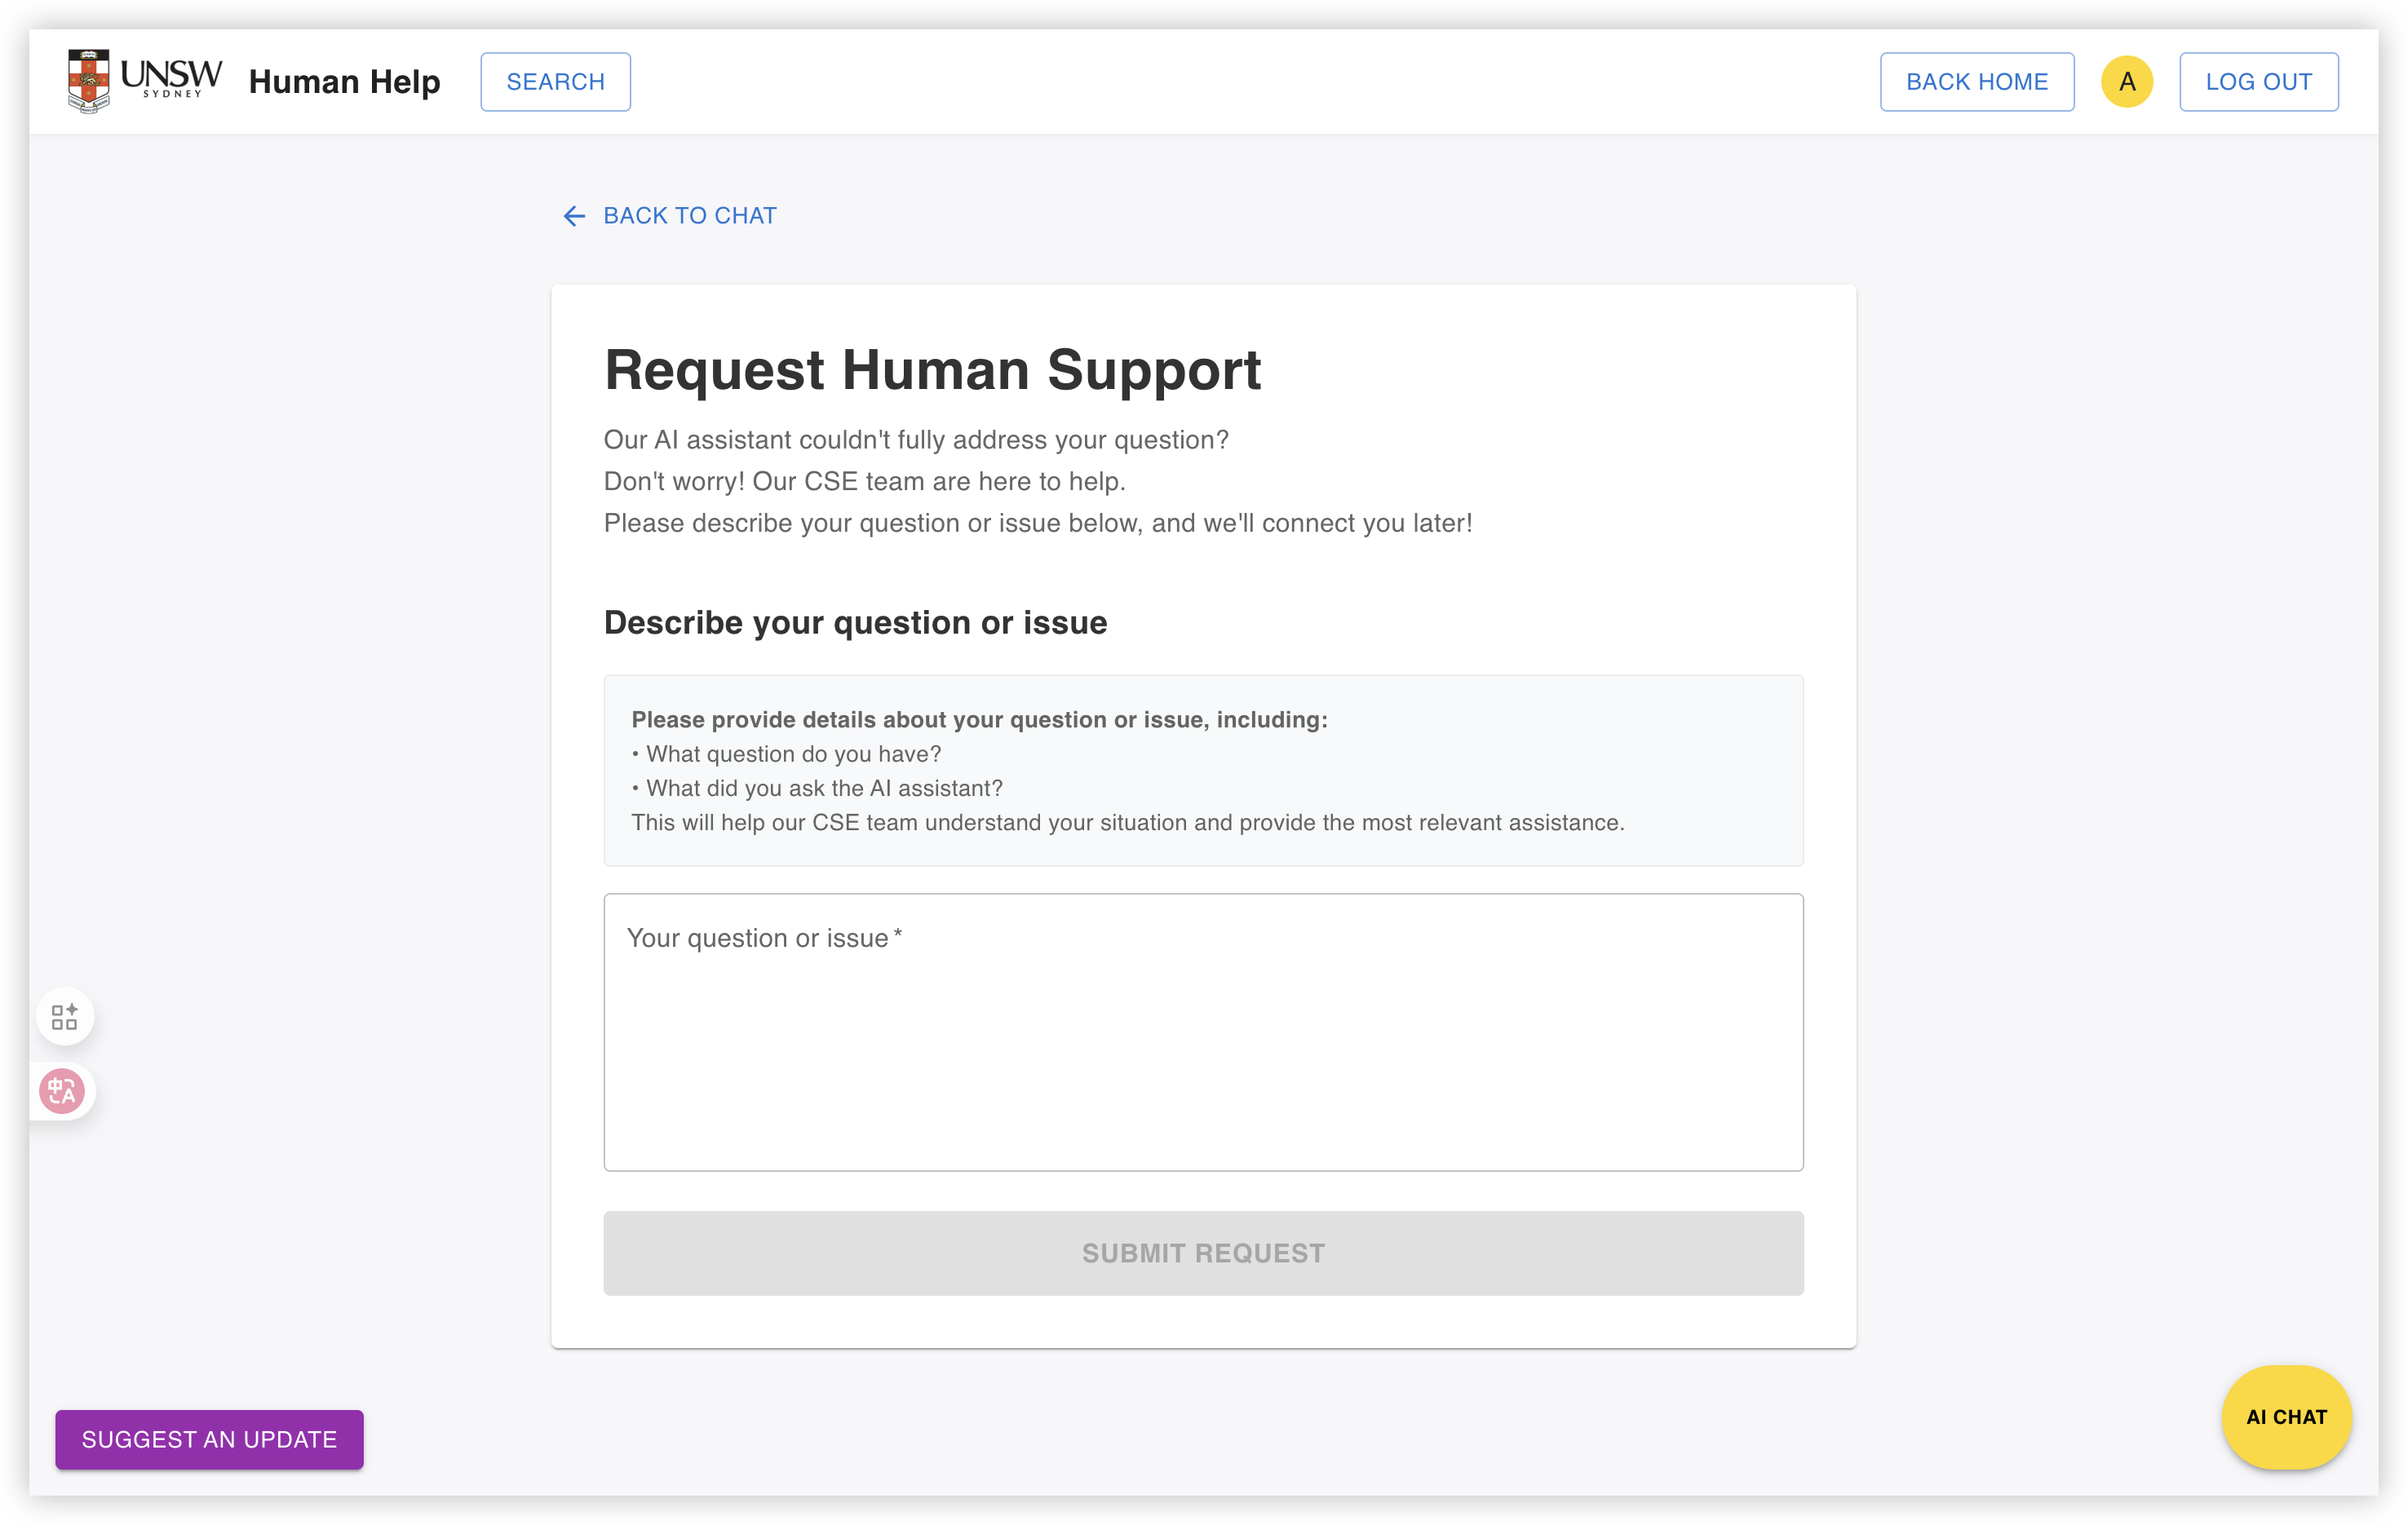 UNSW
SYDNEY
Human Help
SEARCH
BACK HOME
A
LOG OUT
BACK TO CHAT
Request Human Support
Our AI assistant couldn't fully address your question?
Don't worry! Our CSE team are here to help.
Please describe your question or issue below, and we'll connect you later!
Describe your question or issue
Please provide details about your question or issue, including:
• What question do you have?
• What did you ask the AI assistant?
This will help our CSE team understand your situation and provide the most relevant assistance.
Your question or issue *
中A
SUBMIT REQUEST
SUGGEST AN UPDATE
AI CHAT